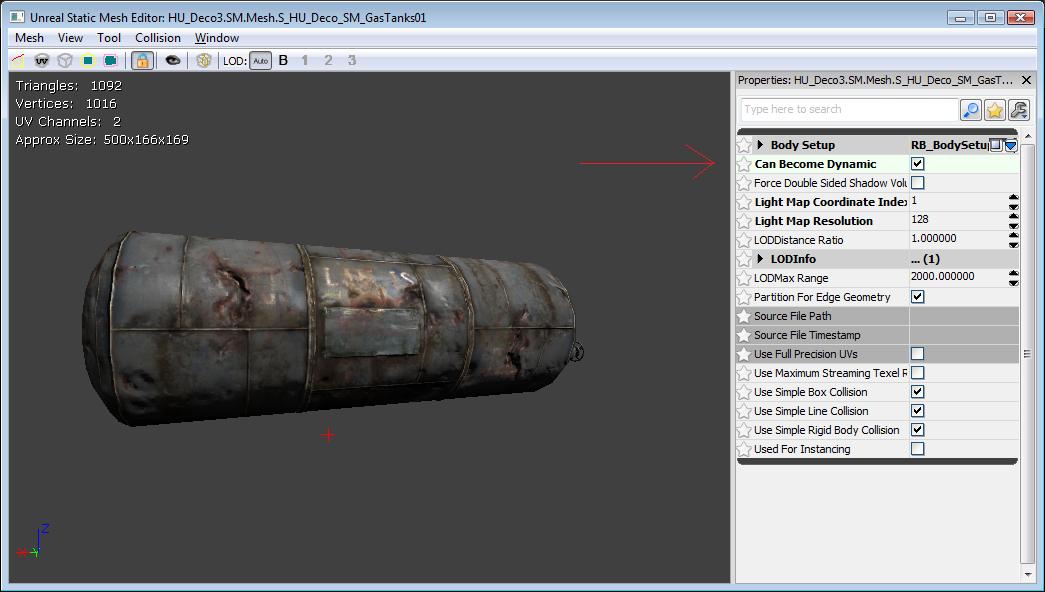 Unreal Static Mesh Editor: HU_Deco3.SM.Mesh.S_HU_Deco_SM_GasTanks01
Mesh View Tool Collision Window
LOD: Auto B 1 2 3
Triangles: 1092
Vertices: 1016
UV Channels: 2
Approx Size: 500x166x169
Z
Properties: HU_Deco3.SM.Mesh.S_HU_Deco_SM_GasT...
Type here to search
Body Setup RB_BodySetu
Can Become Dynamic
Force Double Sided Shadow Volu
Light Map Coordinate Index 1
Light Map Resolution 128
LODDistance Ratio 1.000000
LODInfo ... (1)
LODMax Range 2000.000000
Partition For Edge Geometry
Source File Path
Source File Timestamp
Use Full Precision UVs
Use Maximum Streaming Texel R
Use Simple Box Collision
Use Simple Line Collision
Use Simple Rigid Body Collision
Used For Instancing